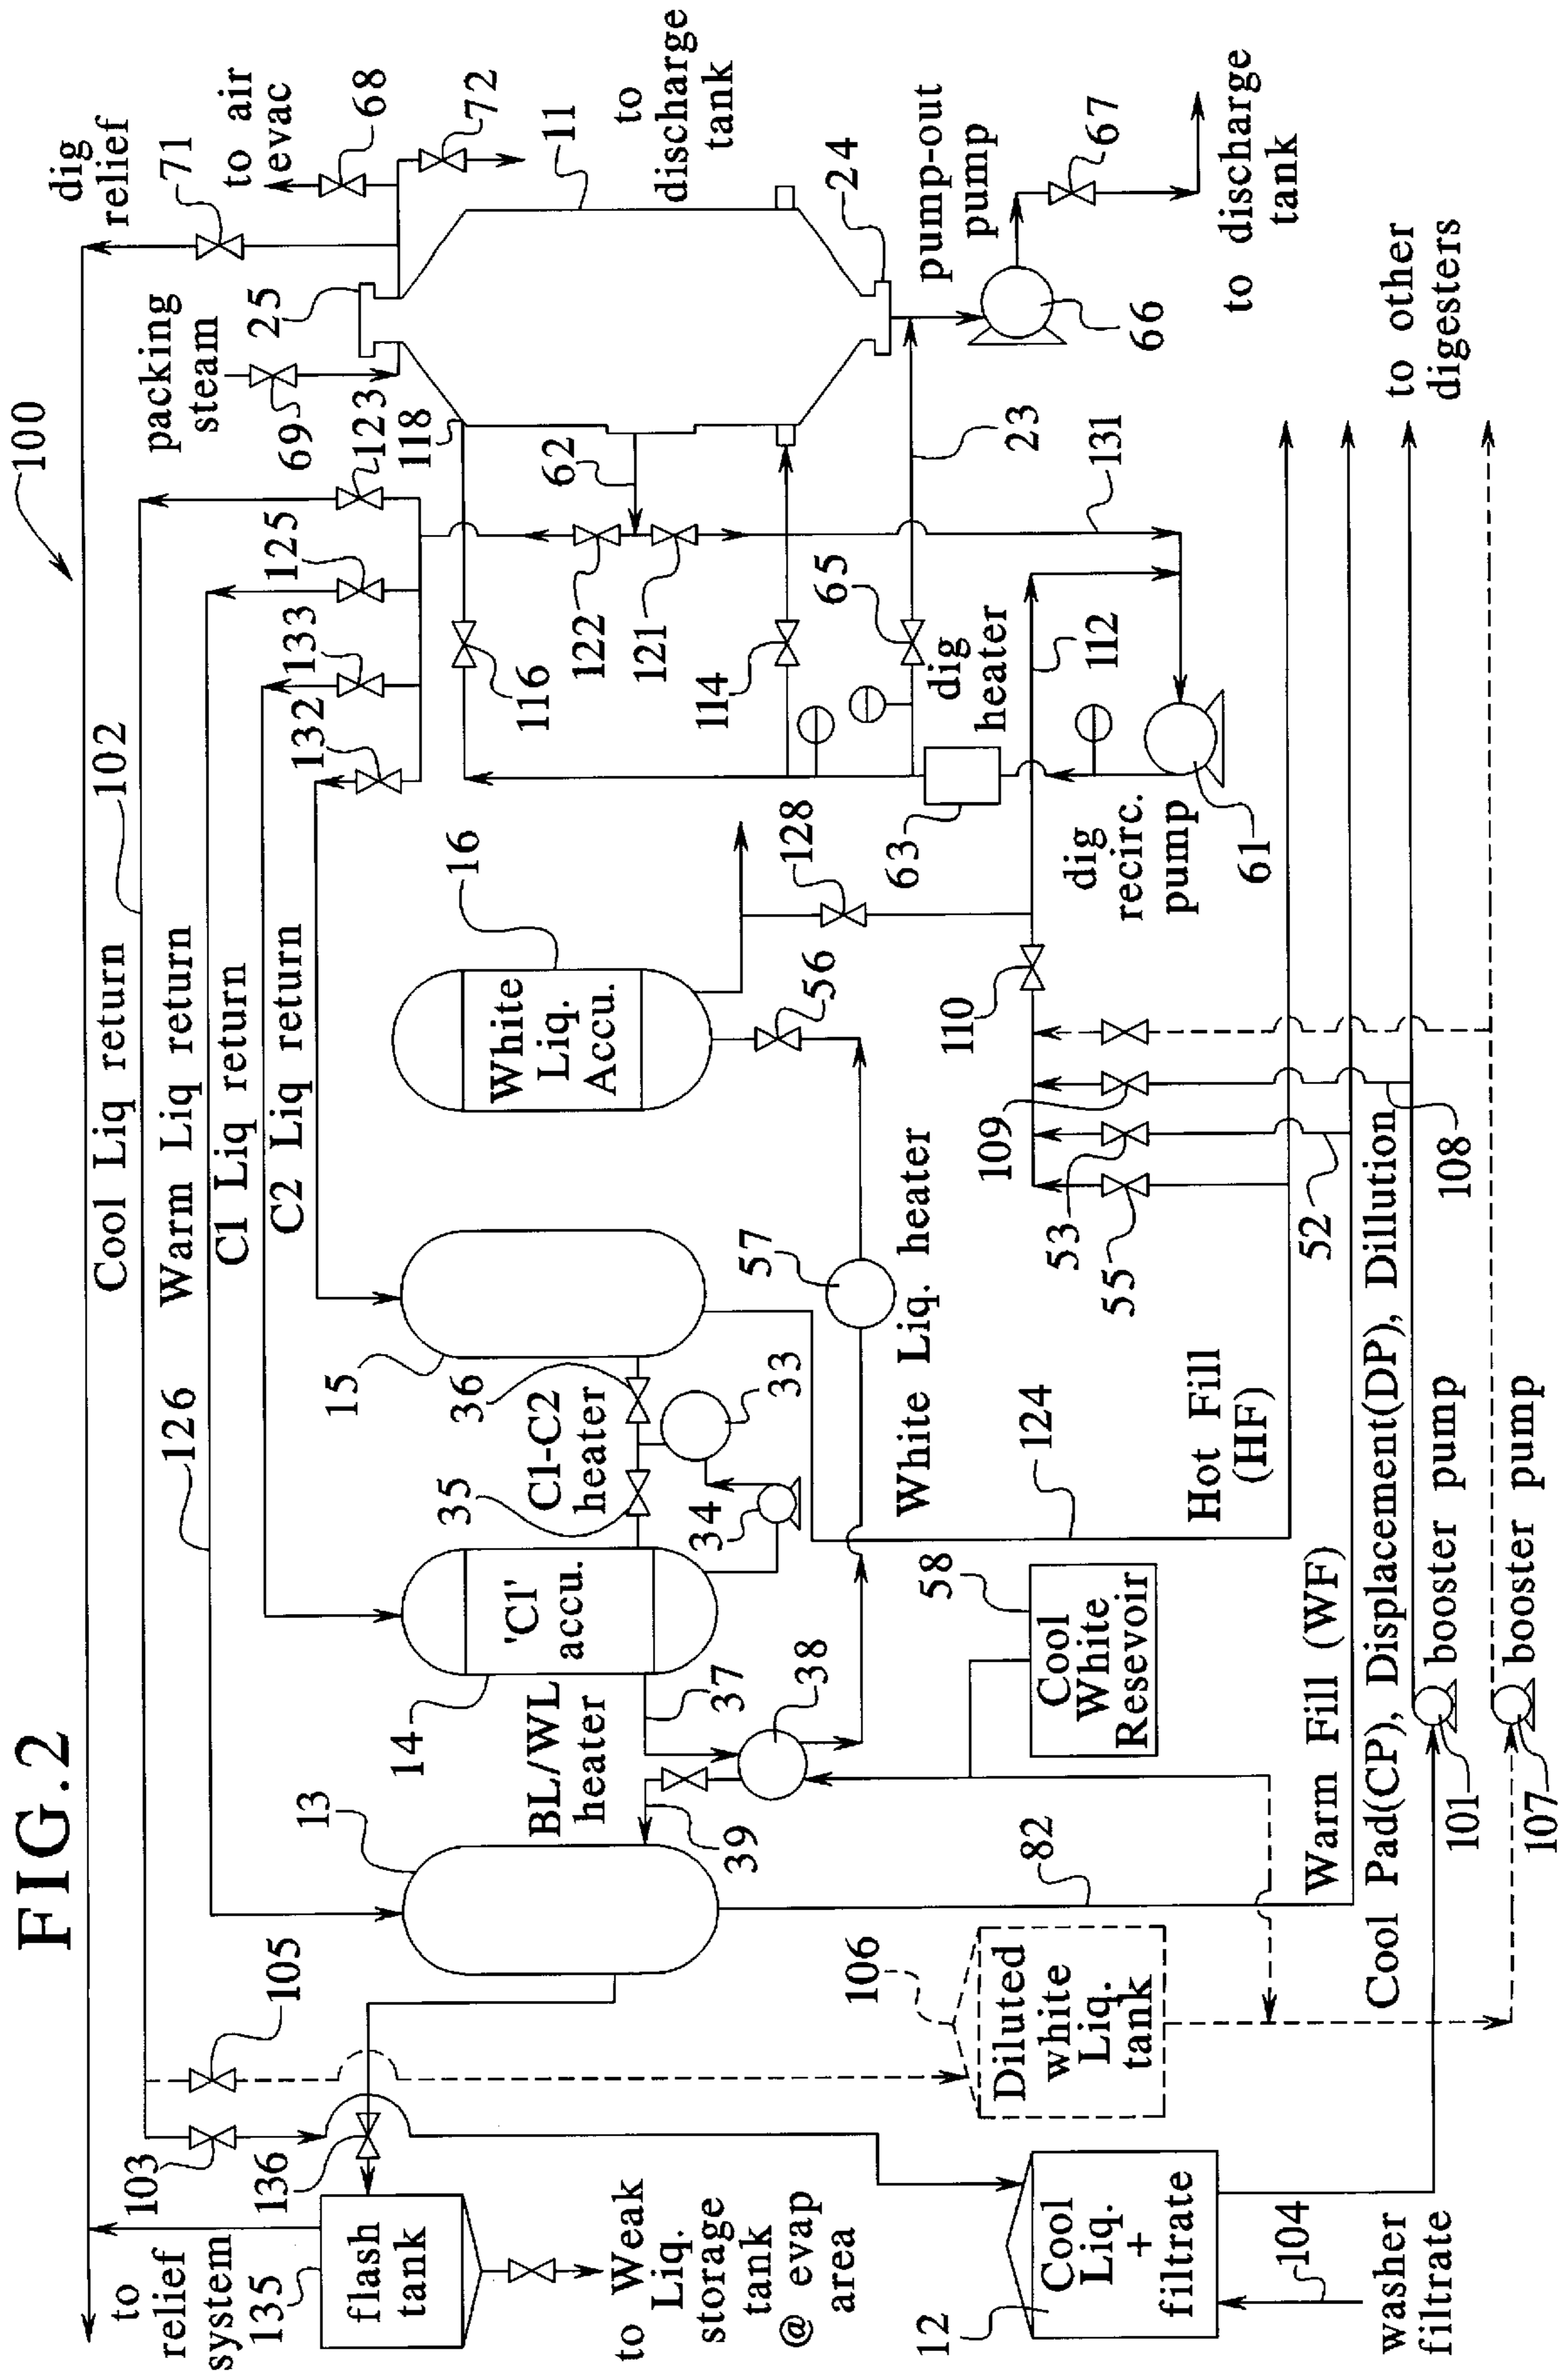 FIG.2
100
to
relief
system
135
flash
tank
103
136
105
to Weak
Liq.
storage
tank
@ evap
area
12
Cool
Liq.
+
filtrate
104
washer
filtrate
106
Diluted
white
Liq.
tank
126
13
BL/WL
heater
39
82
14
'C1'
accu.
37
38
58
Cool
White
Resevoir
35
C1-C2
heater
36
34
33
15
57
White Liq. heater
124
Hot Fill
(HF)
Warm Fill (WF)
Cool Pad(CP), Displacement(DP), Dillution
101
booster pump
107
booster pump
Cool Liq return
102
Warm Liq return
C1 Liq return
C2 Liq return
16
White
Liq.
Accu.
56
128
110
109
53
55
52
108
132
133
125
123
116
122
121
114
65
62
118
63
dig
heater
dig
recirc.
pump
61
112
131
23
packing
steam
69
25
dig
relief
71
to air
evac
68
72
11
to
discharge
tank
24
pump-out
pump
66
67
to discharge
tank
to other
digesters